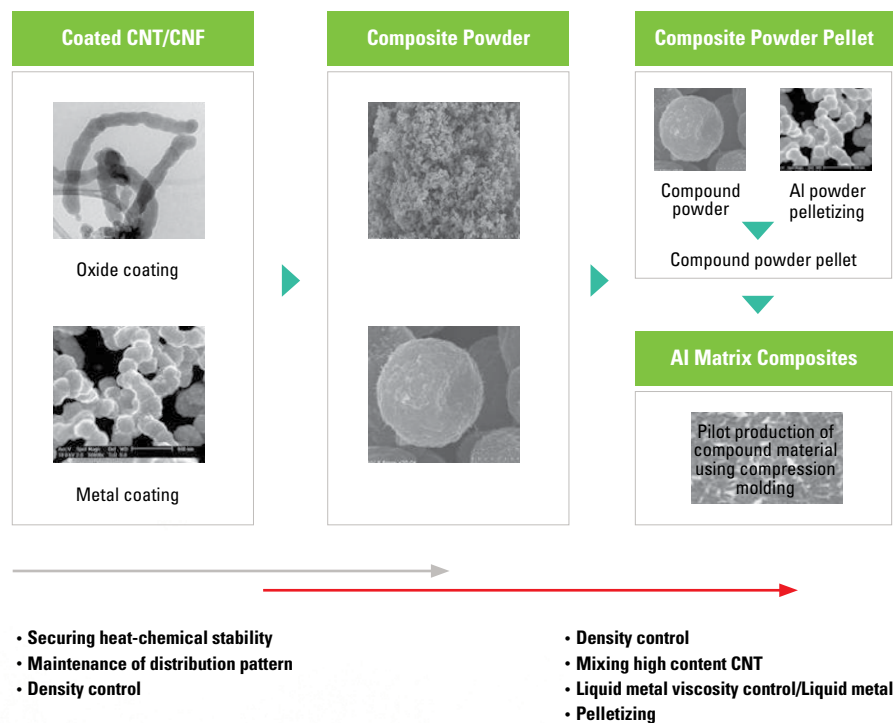 Coated CNT/CNF
Oxide coating
Metal coating
Composite Powder
Composite Powder Pellet
Compound
powder
Al powder
pelletizing
Compound powder pellet
Al Matrix Composites
Pilot production of
compound material
using compression
molding
• Securing heat-chemical stability
• Maintenance of distribution pattern
• Density control
• Density control
• Mixing high content CNT
• Liquid metal viscosity control/Liquid metal
• Pelletizing